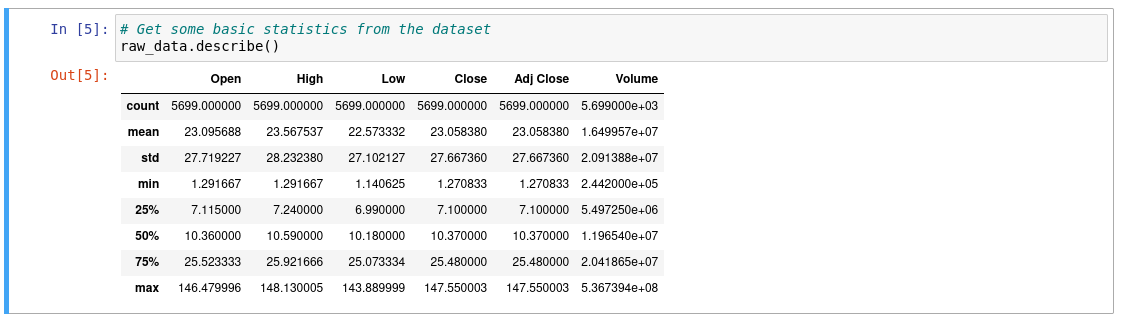 In [5]: # Get some basic statistics from the dataset
raw_data.describe()
Out[5]:
Open High Low Close Adj Close Volume
count 5699.000000 5699.000000 5699.000000 5699.000000 5699.000000 5.699000e+03
mean 23.095688 23.567537 22.573332 23.058380 23.058380 1.649957e+07
std 27.719227 28.232380 27.102127 27.667360 27.667360 2.091388e+07
min 1.291667 1.291667 1.140625 1.270833 1.270833 2.442000e+05
25% 7.115000 7.240000 6.990000 7.100000 7.100000 5.497250e+06
50% 10.360000 10.590000 10.180000 10.370000 10.370000 1.196540e+07
75% 25.523333 25.921666 25.073334 25.480000 25.480000 2.041865e+07
max 146.479996 148.130005 143.889999 147.550003 147.550003 5.367394e+08